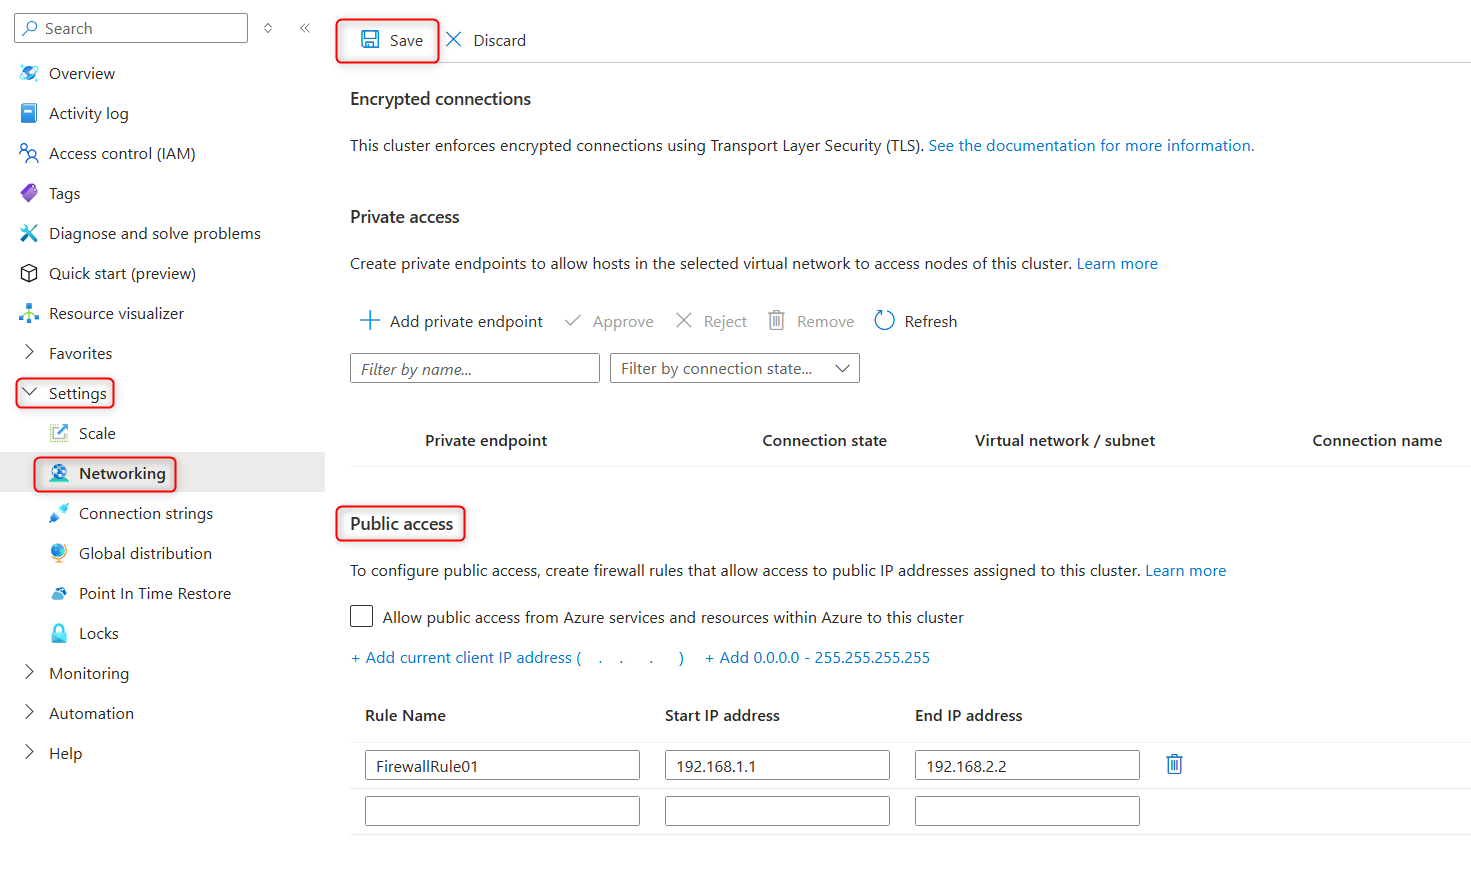 Search
Overview
Activity log
Access control (IAM)
Tags
Diagnose and solve problems
Quick start (preview)
Resource visualizer
Favorites
Settings
Scale
Networking
Connection strings
Global distribution
Point In Time Restore
Locks
Monitoring
Automation
Help
Save Discard
Encrypted connections
This cluster enforces encrypted connections using Transport Layer Security (TLS). See the documentation for more information.
Private access
Create private endpoints to allow hosts in the selected virtual network to access nodes of this cluster. Learn more
Add private endpoint Approve Reject Remove Refresh
Filter by name... Filter by connection state...
Private endpoint Connection state Virtual network / subnet Connection name
Public access
To configure public access, create firewall rules that allow access to public IP addresses assigned to this cluster. Learn more
Allow public access from Azure services and resources within Azure to this cluster
+ Add current client IP address ( . . . ) + Add 0.0.0.0 - 255.255.255.255
Rule Name Start IP address End IP address
FirewallRule01 192.168.1.1 192.168.2.2